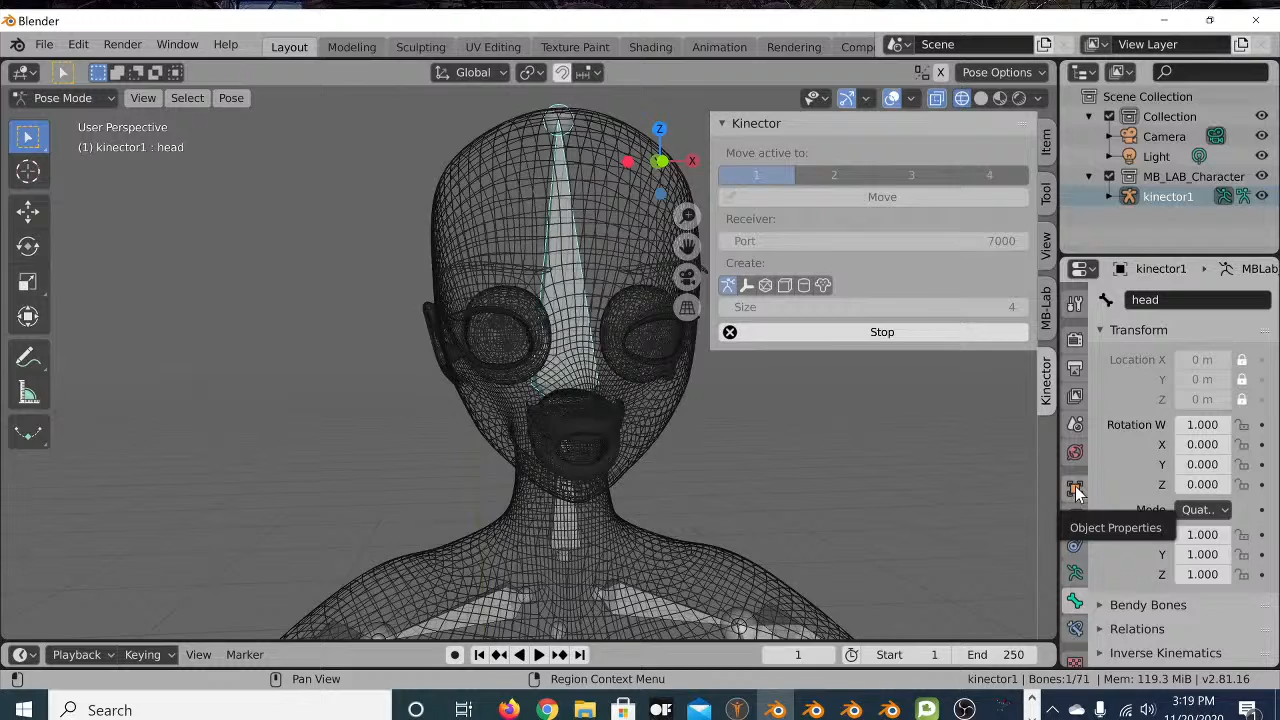 Blender
File Edit Render Window Help Layout Modeling Sculpting UV Editing Texture Paint Shading Animation Rendering Comp Scene View Layer
Global X Pose Options
Pose Mode View Select Pose
User Perspective
(1) kinector1 : head
Z
X
Kinector
Move active to:
1 2 3 4
Move
Receiver:
Port 7000
Create:
Size 4
Stop
Item
Tool
View
MB-Lab
Kinector
Scene Collection
Collection
Camera
Light
MB_LAB_Character
kinector1
kinector1 MBLab
head
Transform
Location X 0 m
Y 0 m
Z 0 m
Rotation W 1.000
X 0.000
Y 0.000
Z 0.000
Mode Quat..
Object Properties
1.000
Y 1.000
Z 1.000
Bendy Bones
Relations
Inverse Kinematics
Playback Keying View Marker 1 Start 1 End 250
Pan View Region Context Menu kinector1 | Bones:1/71 | Mem: 119.3 MiB | v2.81.16
Search
3:19 PM
11/20/2020